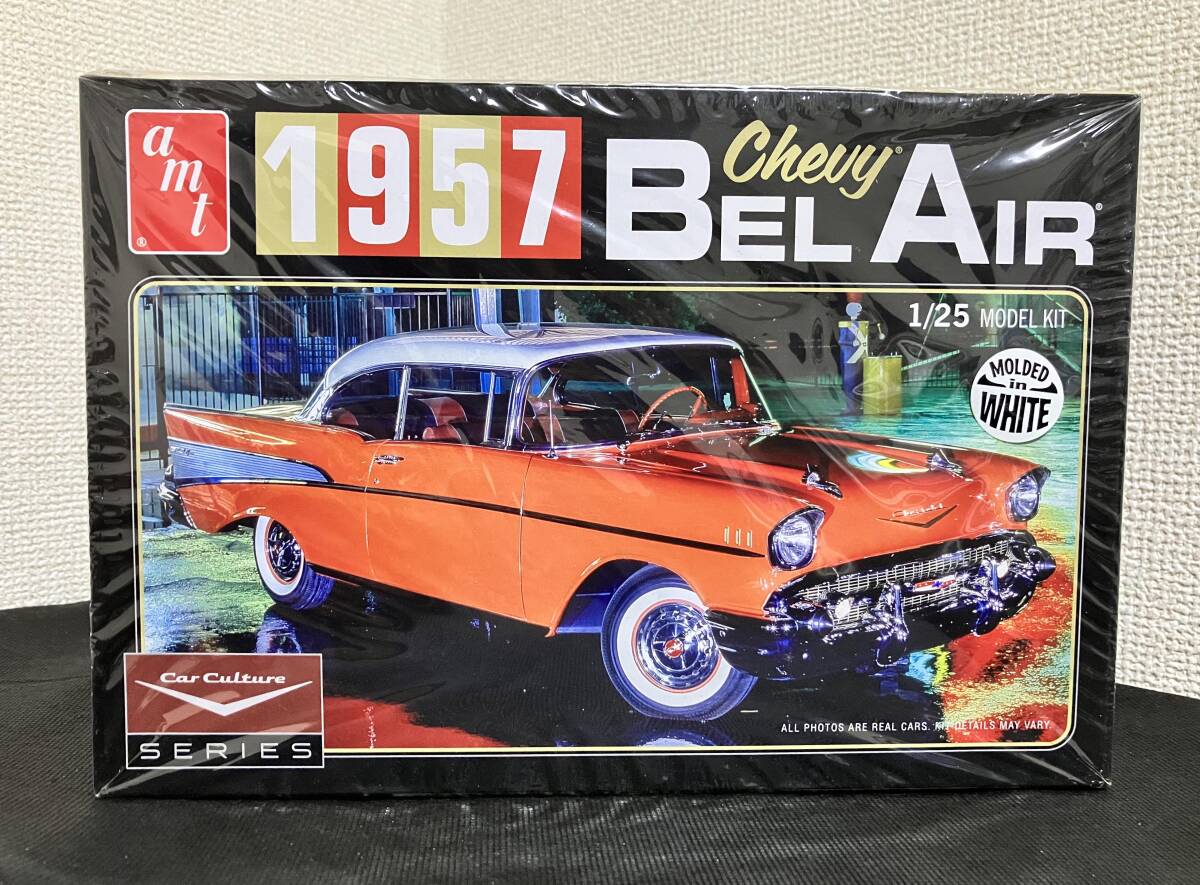 amt
®
1957
Chevy®
BEL AIR®
1/25 MODEL KIT
MOLDED
in
WHITE
Chevrolet
Car Culture
SERIES
ALL PHOTOS ARE REAL CARS. KIT DETAILS MAY VARY.